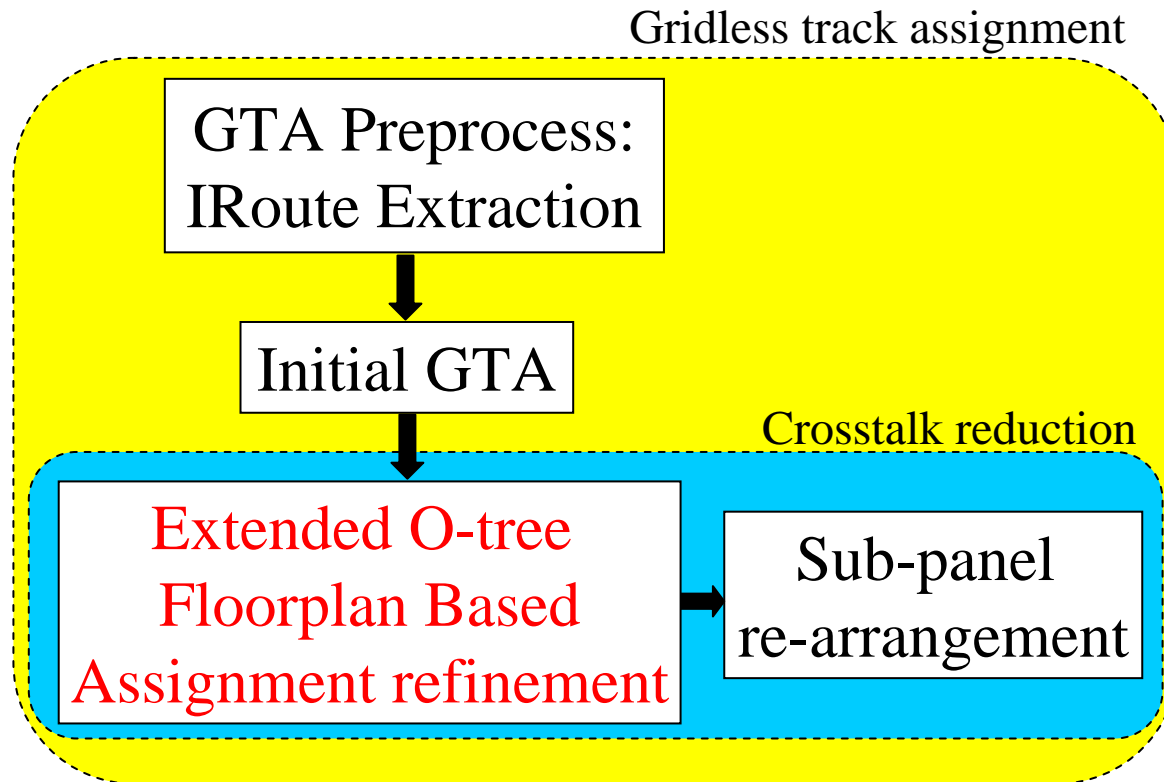 Gridless track assignment
GTA Preprocess:
IRoute Extraction
Initial GTA
Crosstalk reduction
Extended O-tree
Floorplan Based
Assignment refinement
Sub-panel
re-arrangement